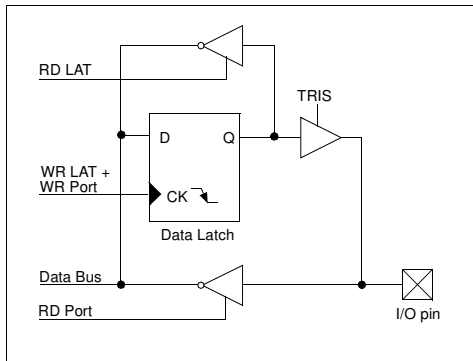 RD LAT
TRIS
D Q
WR LAT +
WR Port
CK
Data Latch
Data Bus
RD Port
I/O pin